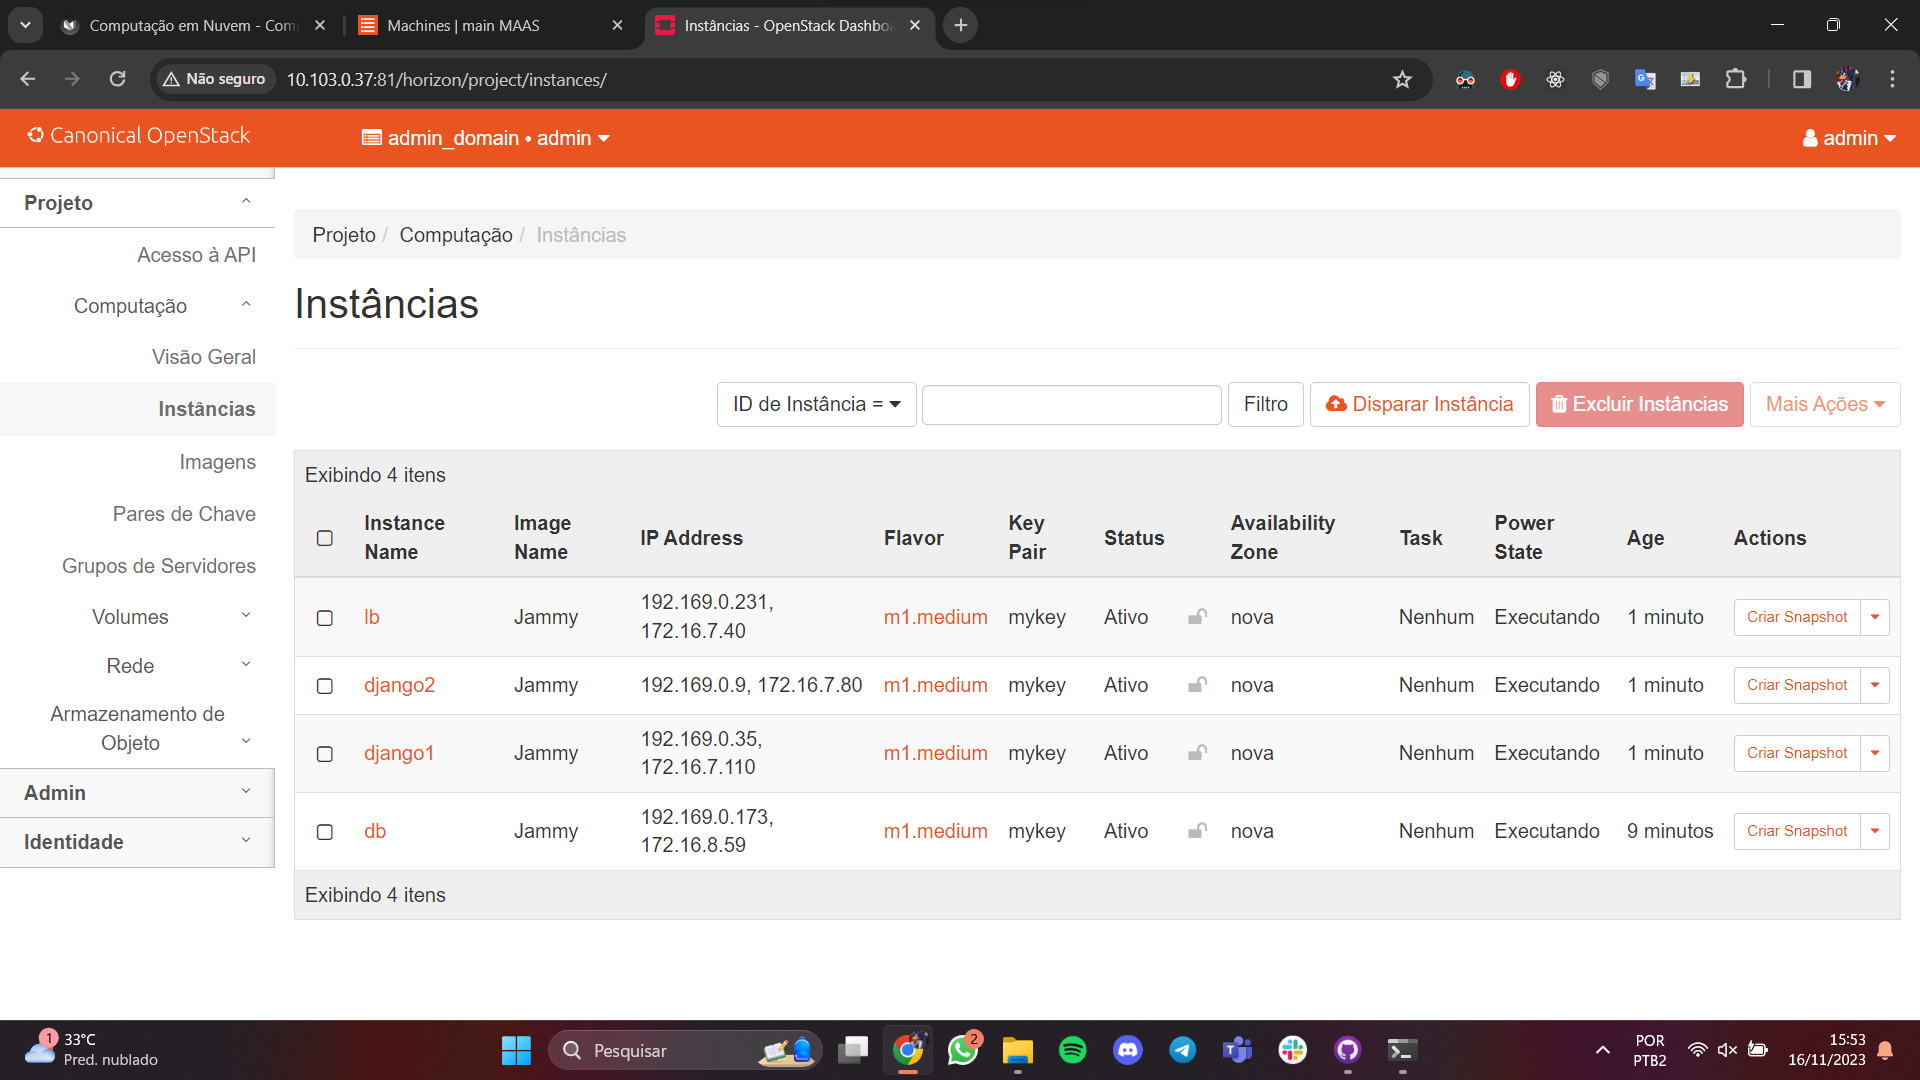 Computação em Nuvem - Com
Machines | main MAAS
Instâncias - OpenStack Dashbo
Não seguro
10.103.0.37:81/horizon/project/instances/
Canonical OpenStack
admin_domain • admin
admin
Projeto
Acesso à API
Computação
Visão Geral
Instâncias
Imagens
Pares de Chave
Grupos de Servidores
Volumes
Rede
Armazenamento de
Objeto
Admin
Identidade
Projeto / Computação / Instâncias
Instâncias
ID de Instância =
Filtro
Disparar Instância
Excluir Instâncias
Mais Ações
Exibindo 4 itens
Instance Name
Image Name
IP Address
Flavor
Key Pair
Status
Availability Zone
Task
Power State
Age
Actions
lb Jammy 192.169.0.231, 172.16.7.40 m1.medium mykey Ativo nova Nenhum Executando 1 minuto Criar Snapshot
django2 Jammy 192.169.0.9, 172.16.7.80 m1.medium mykey Ativo nova Nenhum Executando 1 minuto Criar Snapshot
django1 Jammy 192.169.0.35, 172.16.7.110 m1.medium mykey Ativo nova Nenhum Executando 1 minuto Criar Snapshot
db Jammy 192.169.0.173, 172.16.8.59 m1.medium mykey Ativo nova Nenhum Executando 9 minutos Criar Snapshot
Exibindo 4 itens
1
33°C
Pred. nublado
Pesquisar
2
POR
PTB2
15:53
16/11/2023